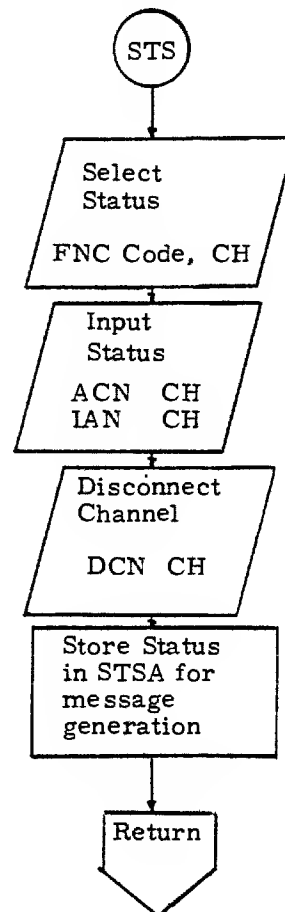 STS
Select
Status
FNC Code, CH
Input
Status
ACN CH
IAN CH
Disconnect
Channel
DCN CH
Store Status
in STSA for
message
generation
Return